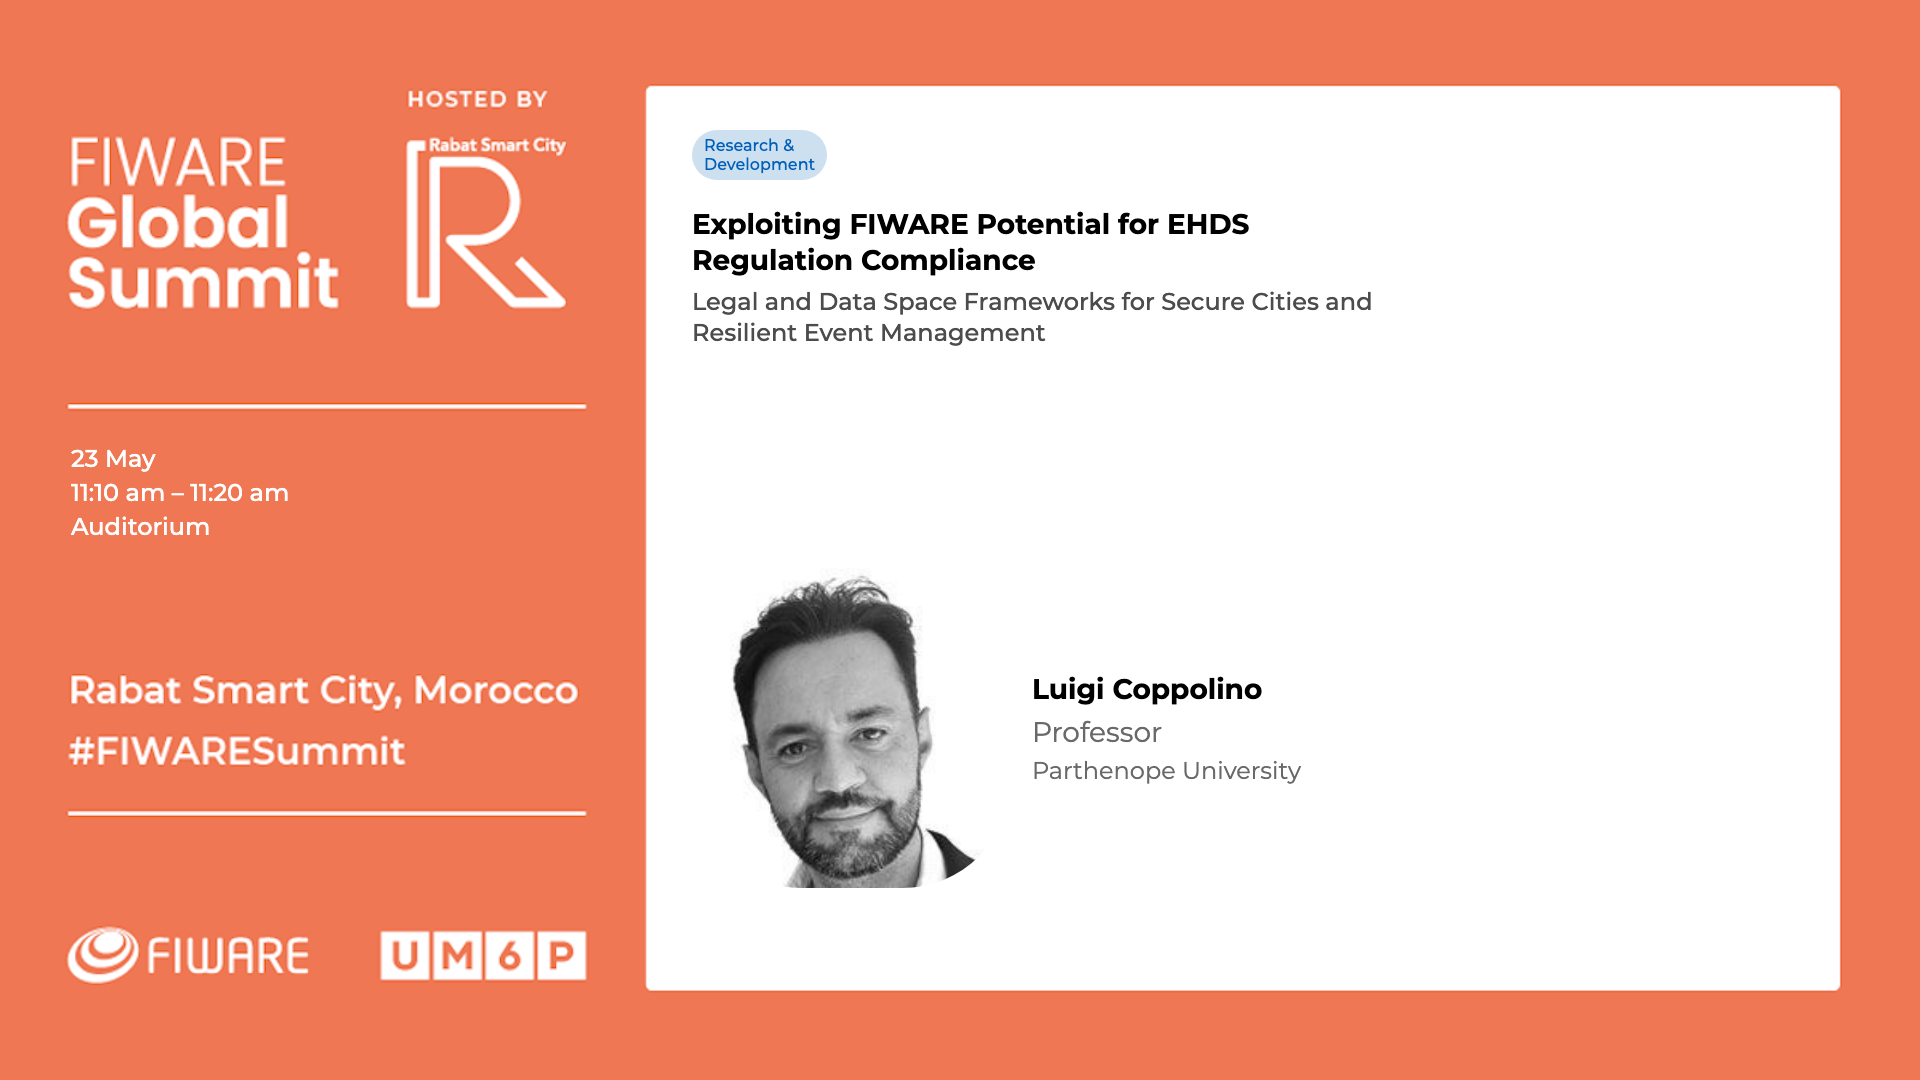 HOSTED BY
FIWARE
Global
Summit
Rabat Smart City
R
23 May
11:10 am – 11:20 am
Auditorium
Rabat Smart City, Morocco
#FIWARESummit
FIWARE
UM6P
Research &
Development
Exploiting FIWARE Potential for EHDS
Regulation Compliance
Legal and Data Space Frameworks for Secure Cities and
Resilient Event Management
Luigi Coppolino
Professor
Parthenope University